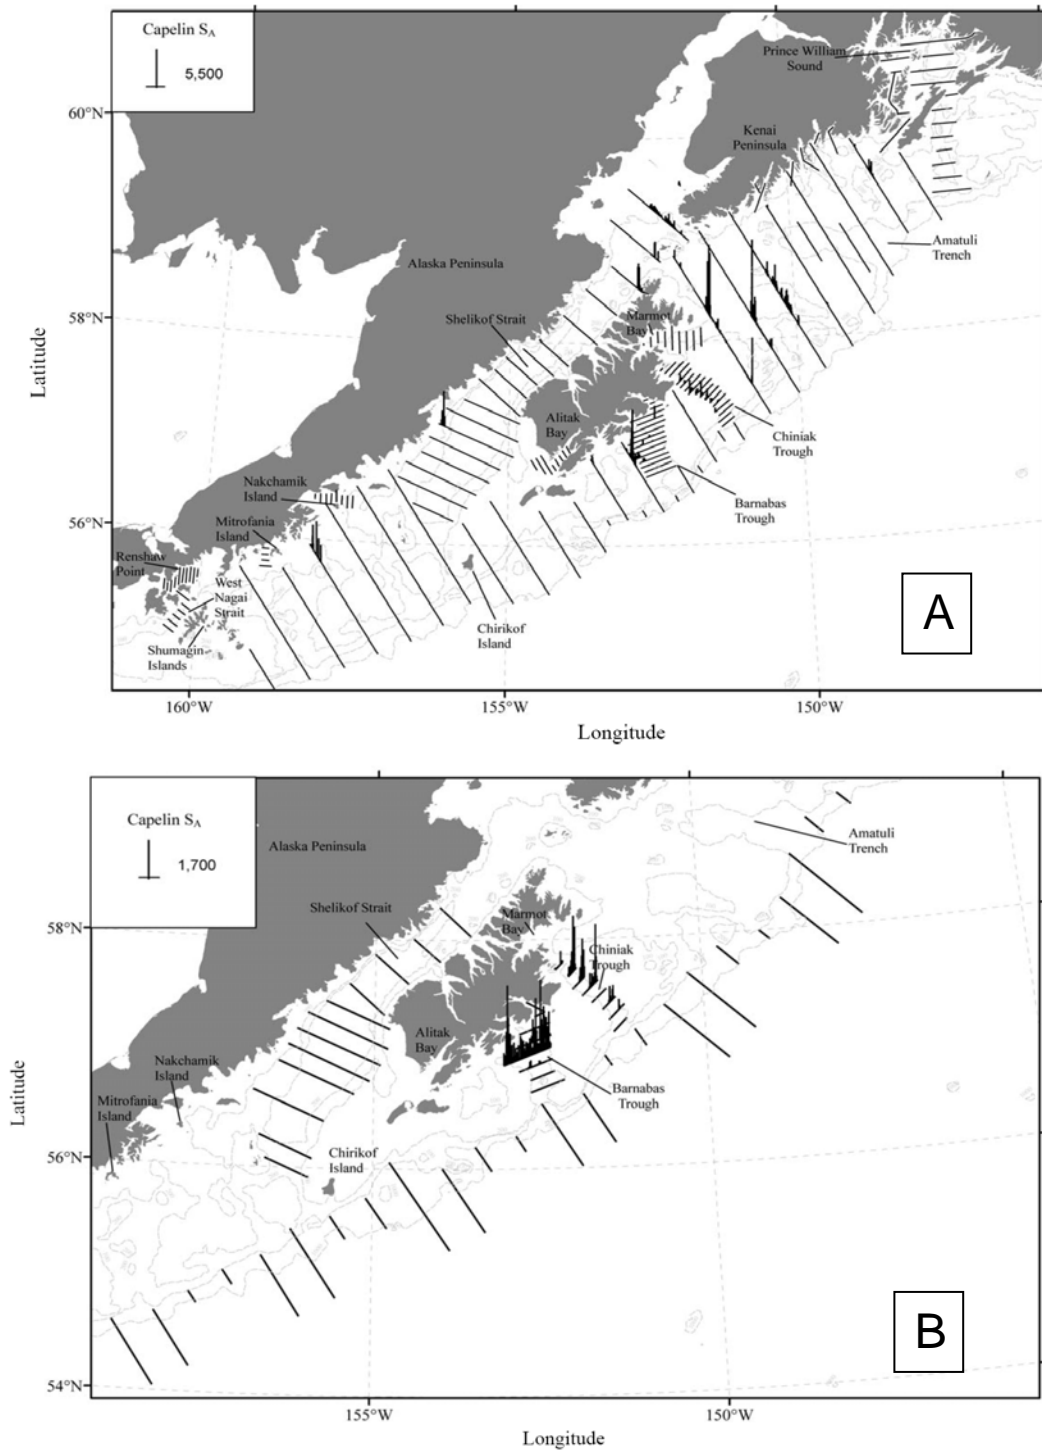 Capelin SA
5,500
Prince William
Sound
60°N
Kenai
Peninsula
Amatuli
Trench
Alaska Peninsula
58°N
Shelikof Strait
Marmot
Bay
Latitude
Alitak
Bay
Chiniak
Trough
Nakchamik
Island
Barnabas
Trough
56°N
Mitrofania
Island
Renshaw
Point
West
Nagai
Strait
A
Chirikof
Island
Shumagin
Islands
160°W
155°W
150°W
Longitude
Capelin SA
1,700
Amatuli
Trench
Alaska Peninsula
Shelikof Strait
Marmot
Bay
58°N
Chiniak
Trough
Alitak
Bay
Nakchamik
Island
Barnabas
Trough
Mitrofania
Island
Latitude
56°N
Chirikof
Island
B
54°N
155°W
150°W
Longitude